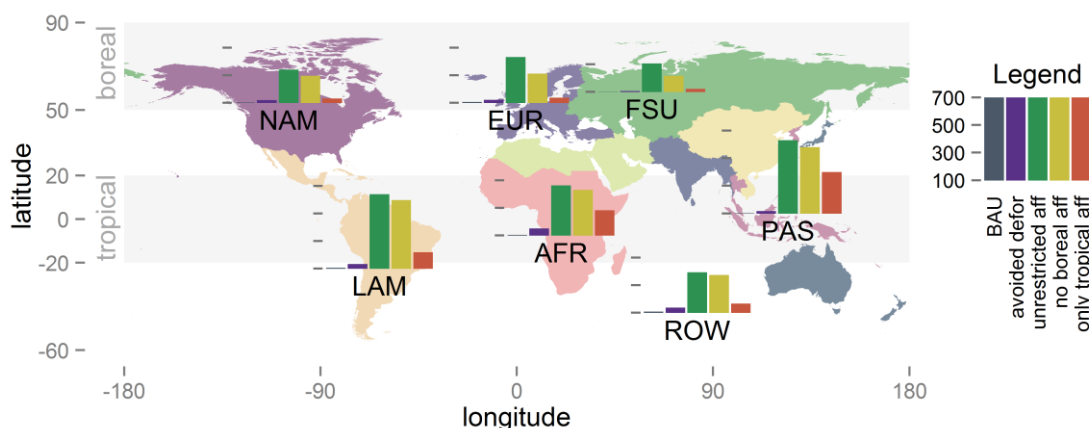 90
50
20
0
-20
-60
latitude
boreal
tropical
NAM
EUR
FSU
LAM
AFR
PAS
ROW
-180
-90
0
90
180
longitude
Legend
700
500
300
100
BAU
avoided defor
unrestricted aff
no boreal aff
only tropical aff